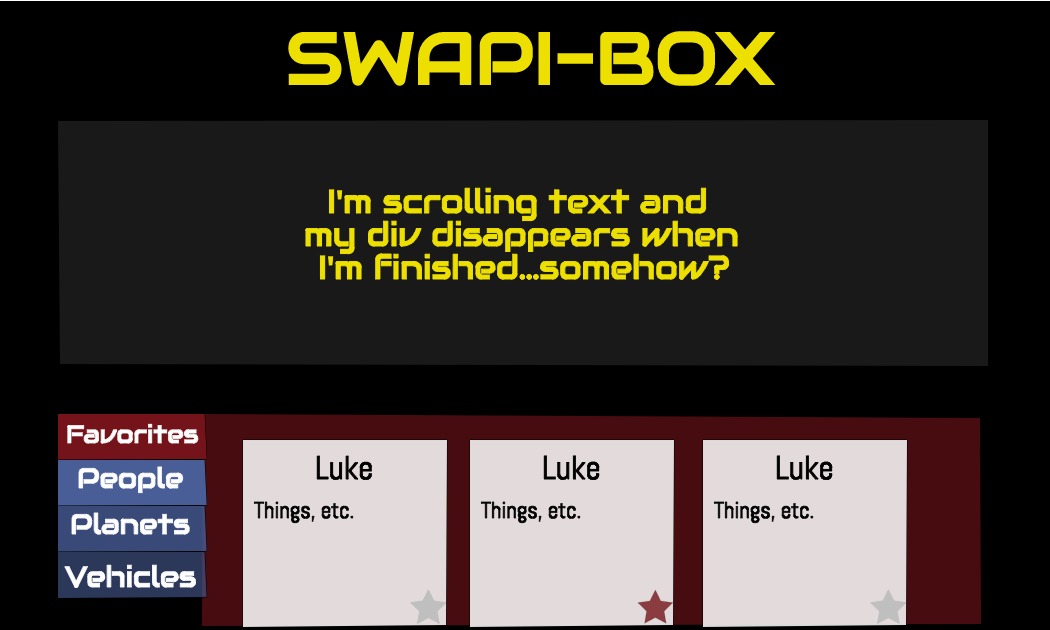 SWAPI-BOX
I'm scrolling text and
my div disappears when
I'm finished...somehow?
Favorites
People
Planets
Vehicles
Luke
Things, etc.
Luke
Things, etc.
Luke
Things, etc.